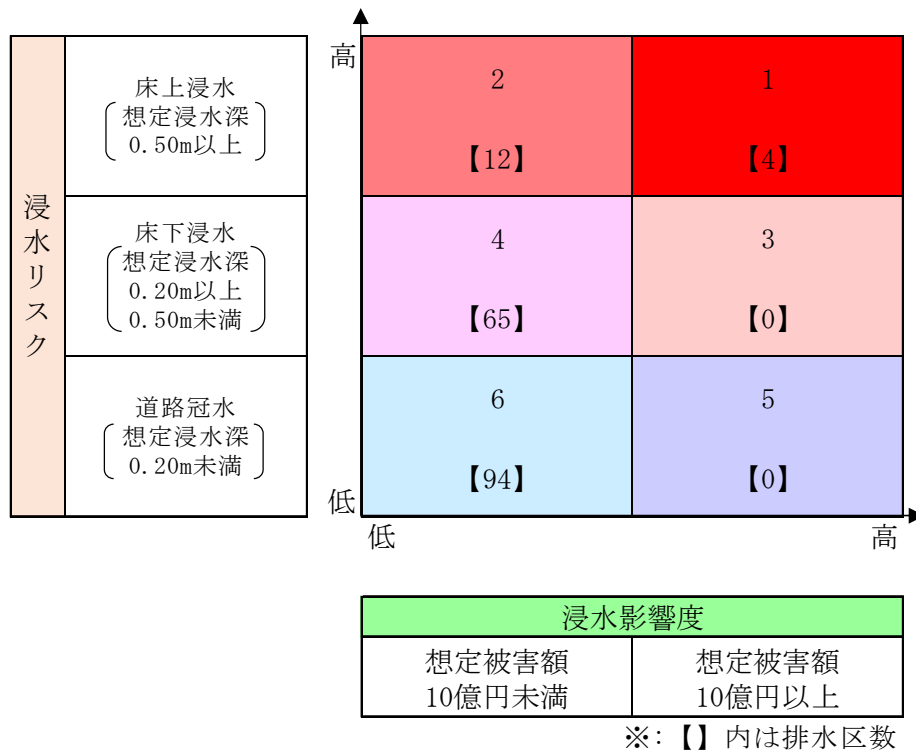 浸水リスク
床上浸水
想定浸水深
0.50m以上
床下浸水
想定浸水深
0.20m以上
0.50m未満
道路冠水
想定浸水深
0.20m未満
高
2
1
【12】
【4】
4
3
【65】
【0】
6
5
【94】
【0】
低
低
高
浸水影響度
想定被害額
10億円未満
想定被害額
10億円以上
※:【】内は排水区数